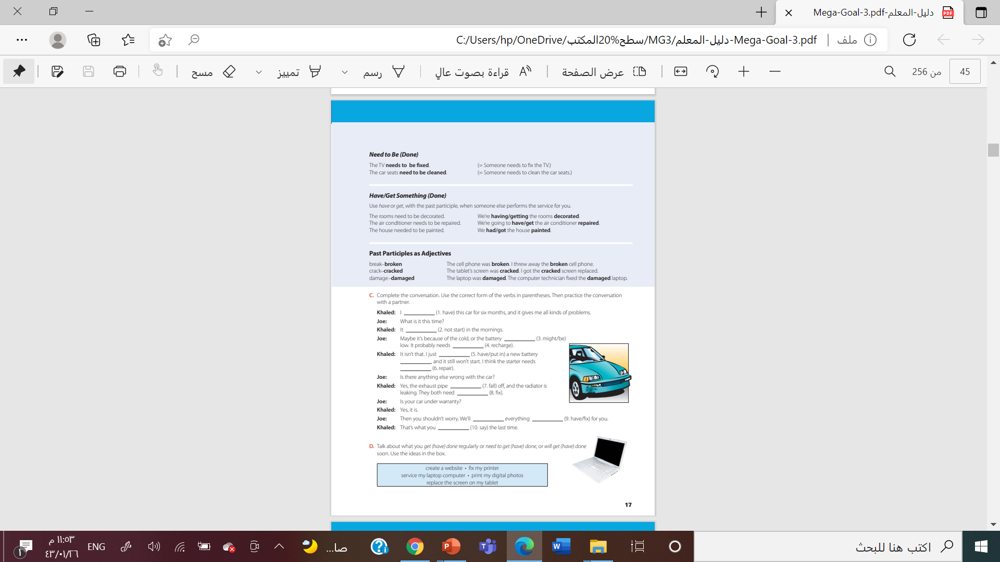 دليل-المعلم-Mega-Goal-3.pdf
C:/Users/hp/OneDrive/سطح%20المكتب/MG3/دليل-المعلم-Mega-Goal-3.pdf
ملف
مسح
تمييز
رسم
قراءة بصوت عالٍ
عرض الصفحة
من 256
45
Need to Be (Done)
The TV needs to be fixed. (= Someone needs to fix the TV.)
The car seats need to be cleaned. (= Someone needs to clean the car seats.)
Have/Get Something (Done)
Use have or get, with the past participle, when someone else performs the service for you.
The rooms need to be decorated. We're having/getting the rooms decorated.
The air conditioner needs to be repaired. We're going to have/get the air conditioner repaired.
The house needed to be painted. We had/got the house painted.
Past Participles as Adjectives
break–broken The cell phone was broken. I threw away the broken cell phone.
crack–cracked The tablet's screen was cracked. I got the cracked screen replaced.
damage–damaged The laptop was damaged. The computer technician fixed the damaged laptop.
C. Complete the conversation. Use the correct form of the verbs in parentheses. Then practice the conversation
with a partner.
Khaled: I __________ (1. have) this car for six months, and it gives me all kinds of problems.
Joe: What is it this time?
Khaled: It __________ (2. not start) in the mornings.
Joe: Maybe it's because of the cold, or the battery __________ (3. might/be)
low. It probably needs __________ (4. recharge).
Khaled: It isn't that. I just __________ (5. have/put in) a new battery
__________, and it still won't start. I think the starter needs
__________ (6. repair).
Joe: Is there anything else wrong with the car?
Khaled: Yes, the exhaust pipe __________ (7. fall) off, and the radiator is
leaking. They both need __________ (8. fix).
Joe: Is your car under warranty?
Khaled: Yes, it is.
Joe: Then you shouldn't worry. We'll __________ everything __________ (9. have/fix) for you.
Khaled: That's what you __________ (10. say) the last time.
D. Talk about what you get (have) done regularly or need to get (have) done, or will get (have) done
soon. Use the ideas in the box.
create a website • fix my printer
service my laptop computer • print my digital photos
replace the screen on my tablet
17
١١:٥٣ م
٤٣/٠١/٢٦
١
ENG
صا...
اكتب هنا للبحث